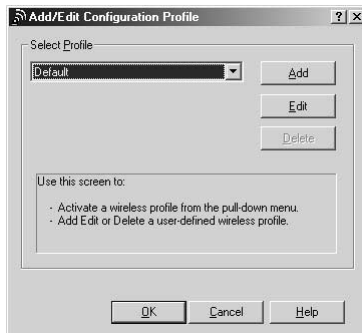 Add/Edit Configuration Profile
Select Profile
Default
Add
Edit
Delete
Use this screen to:
- Activate a wireless profile from the pull-down menu.
- Add Edit or Delete a user-defined wireless profile.
OK
Cancel
Help